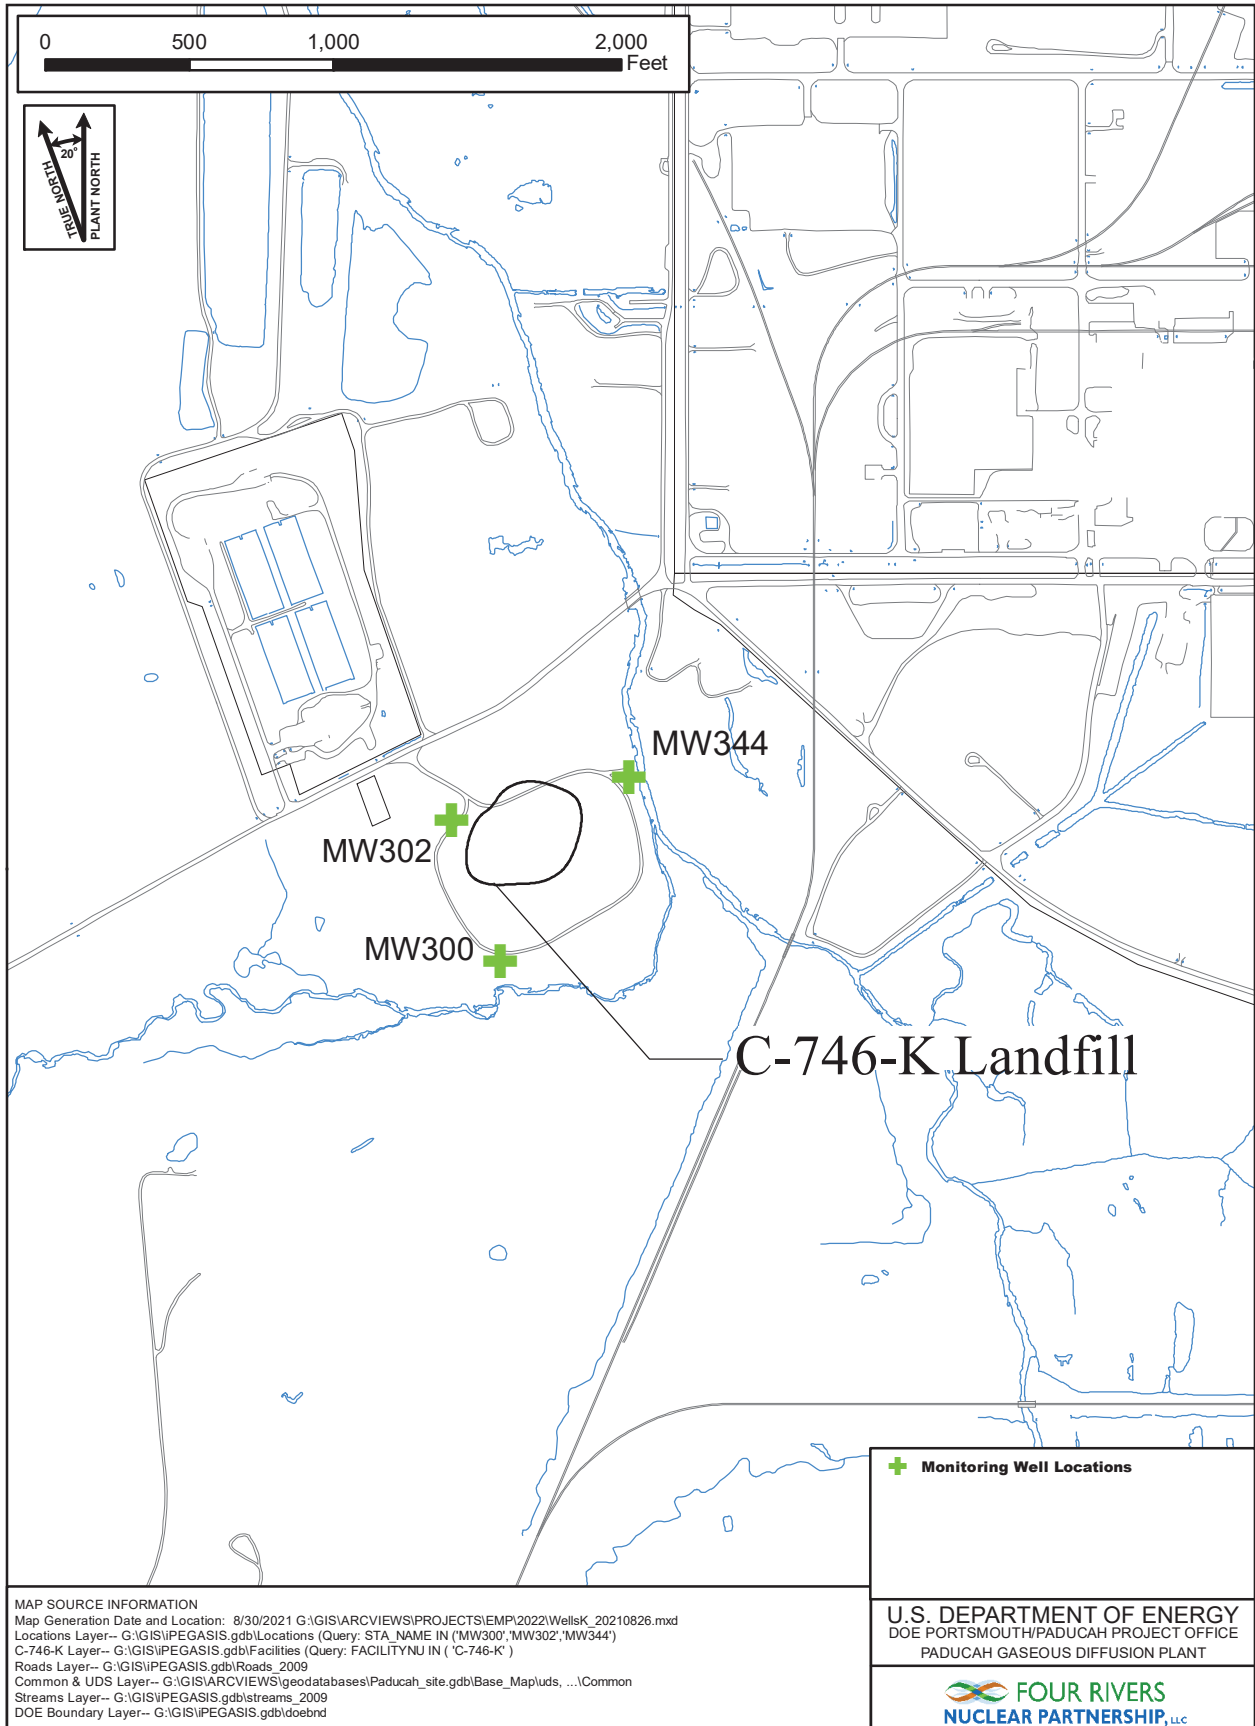 0 500 1,000 2,000
Feet
20°
TRUE NORTH
PLANT NORTH
MW344
MW302
MW300
C-746-K Landfill
Monitoring Well Locations
MAP SOURCE INFORMATION
Map Generation Date and Location: 8/30/2021 G:\GIS\ARCVIEWS\PROJECTS\EMP\2022\WellsK_20210826.mxd
Locations Layer-- G:\GIS\iPEGASIS.gdb\Locations (Query: STA_NAME IN ('MW300','MW302','MW344')
C-746-K Layer-- G:\GIS\iPEGASIS.gdb\Facilities (Query: FACILITYNU IN ( 'C-746-K' )
Roads Layer-- G:\GIS\iPEGASIS.gdb\Roads_2009
Common & UDS Layer-- G:\GIS\ARCVIEWS\geodatabases\Paducah_site.gdb\Base_Map\uds, ...\Common
Streams Layer-- G:\GIS\iPEGASIS.gdb\streams_2009
DOE Boundary Layer-- G:\GIS\iPEGASIS.gdb\doebnd
U.S. DEPARTMENT OF ENERGY
DOE PORTSMOUTH/PADUCAH PROJECT OFFICE
PADUCAH GASEOUS DIFFUSION PLANT
FOUR RIVERS
NUCLEAR PARTNERSHIP, LLC